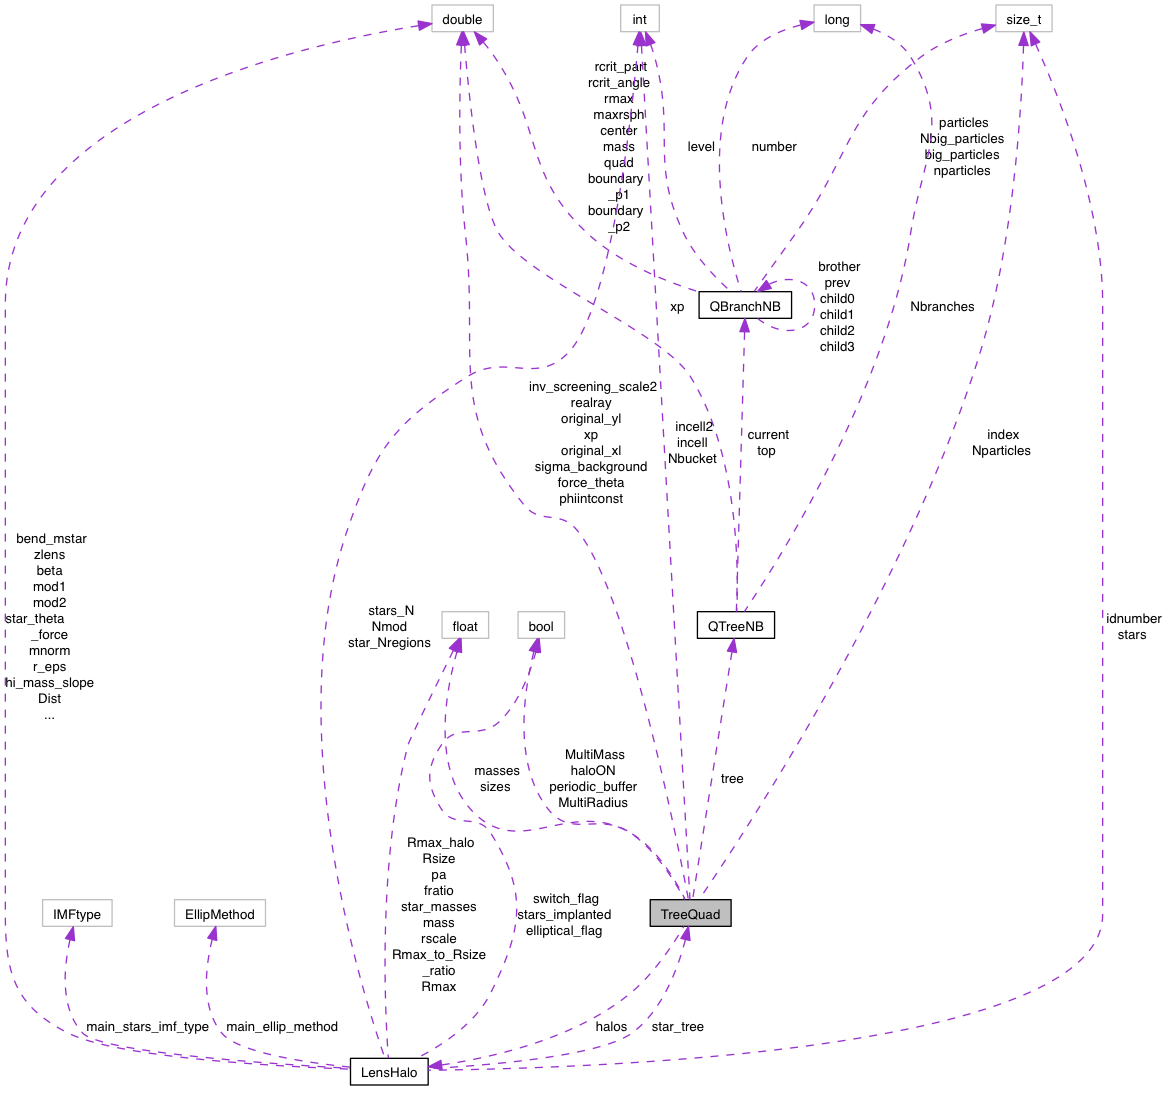 double
int
long
size_t
rcrit_part
rcrit_angle
rmax
maxrsph
center
mass
quad
boundary
_p1
boundary
_p2
level
number
particles
Nbig_particles
big_particles
nparticles
brother
prev
child0
child1
child2
child3
QBranchNB
xp
Nbranches
inv_screening_scale2
realray
original_yl
xp
original_xl
sigma_background
force_theta
phiintconst
incell2
incell
Nbucket
current
top
index
Nparticles
bend_mstar
zlens
beta
mod1
mod2
star_theta
_force
mnorm
r_eps
hi_mass_slope
Dist
...
stars_N
Nmod
star_Nregions
float
bool
QTreeNB
idnumber
stars
masses
sizes
MultiMass
haloON
periodic_buffer
MultiRadius
tree
Rmax_halo
Rsize
pa
fratio
star_masses
mass
rscale
Rmax_to_Rsize
_ratio
Rmax
switch_flag
stars_implanted
elliptical_flag
IMFtype
EllipMethod
TreeQuad
main_stars_imf_type
main_ellip_method
halos
star_tree
LensHalo